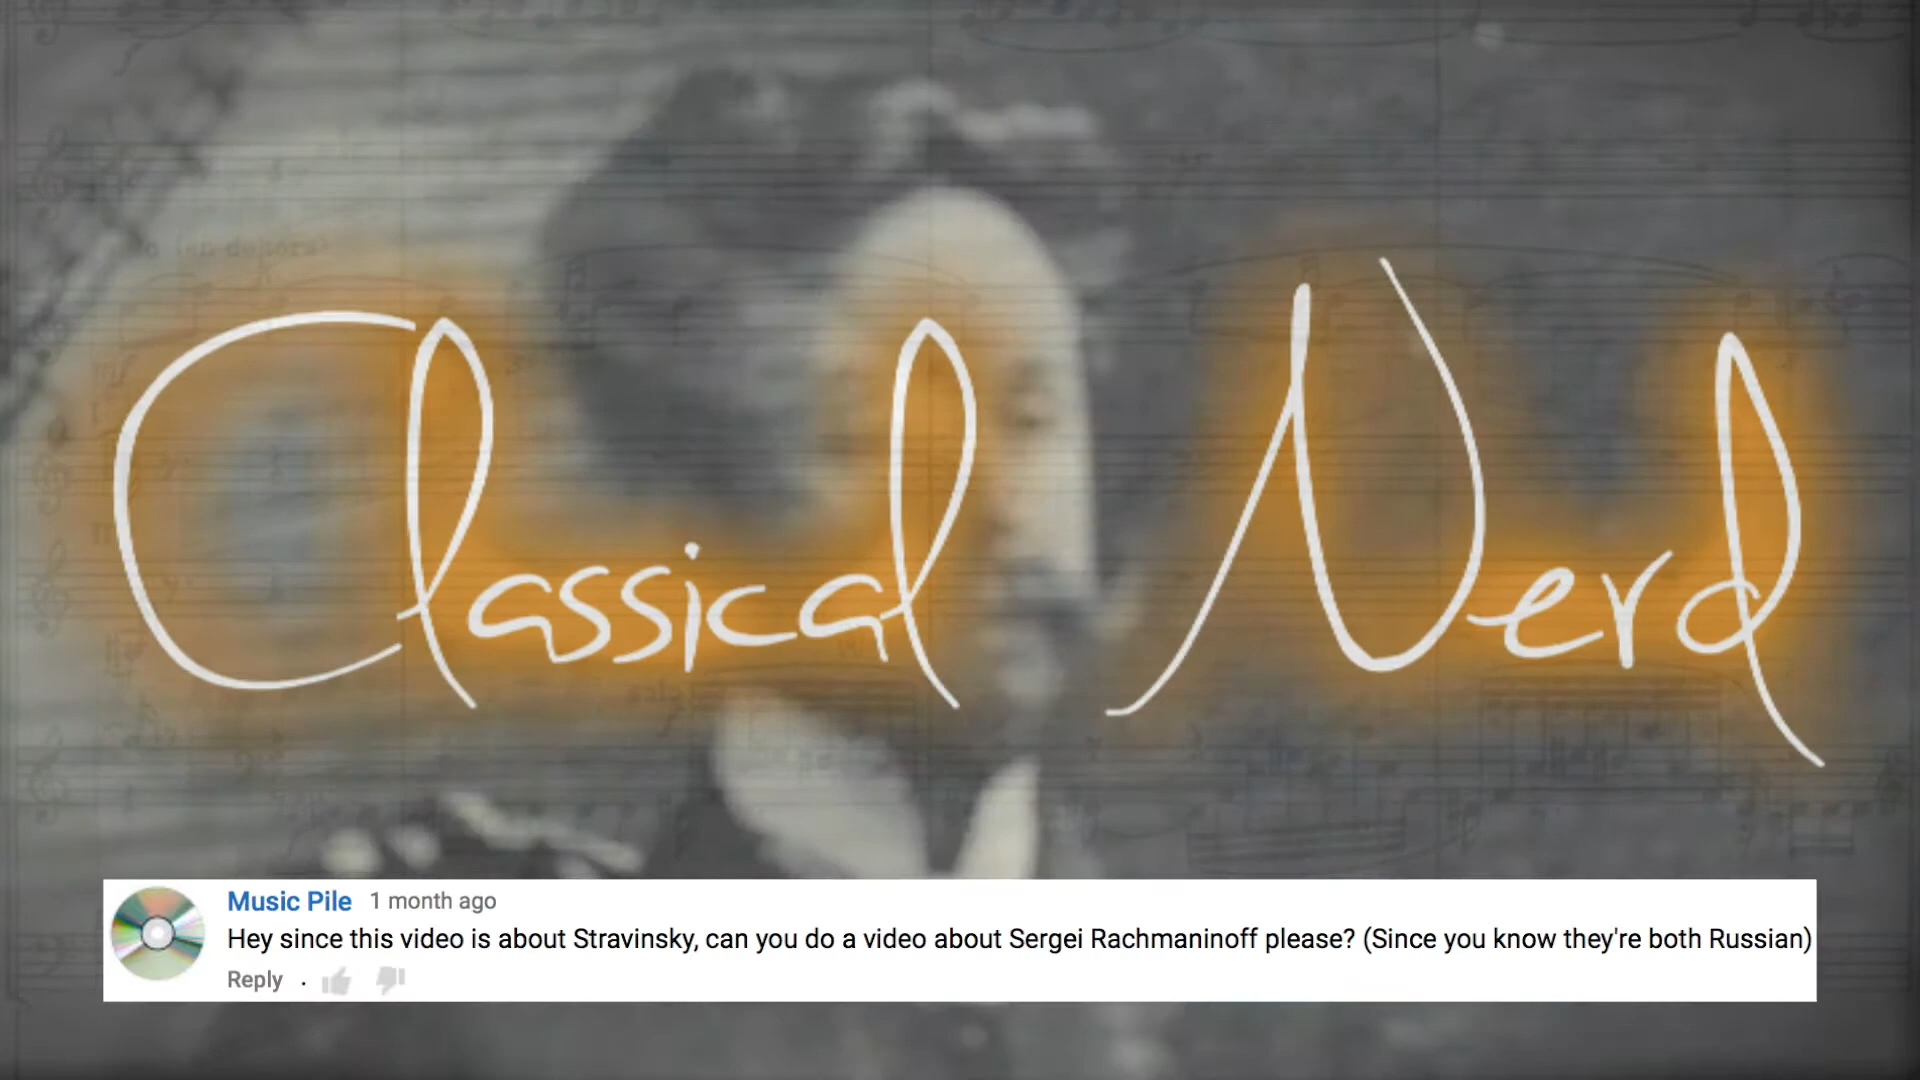 Classical Nerd
Music Pile 1 month ago
Hey since this video is about Stravinsky, can you do a video about Sergei Rachmaninoff please? (Since you know they're both Russian)
Reply .